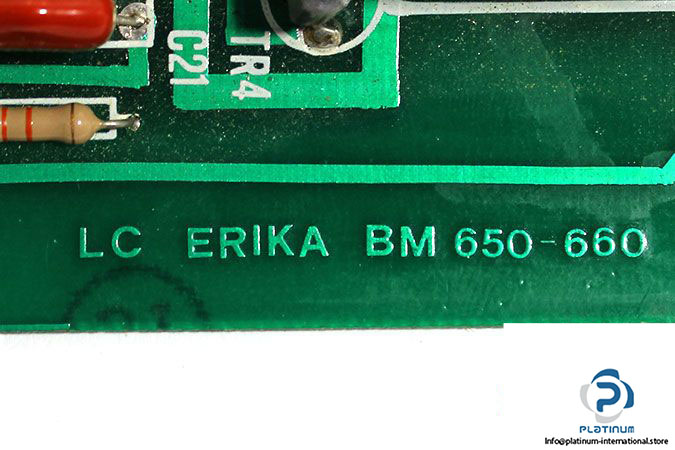 TR4
C21
LC ERIKA BM 650-660
PLATINUM
Info@platinum-international.store